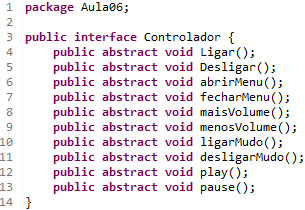 1 package Aula06;
2
3 public interface Controlador {
4 public abstract void Ligar();
5 public abstract void Desligar();
6 public abstract void abrirMenu();
7 public abstract void fecharMenu();
8 public abstract void maisVolume();
9 public abstract void menosVolume();
10 public abstract void ligarMudo();
11 public abstract void desligarMudo();
12 public abstract void play();
13 public abstract void pause();
14 }